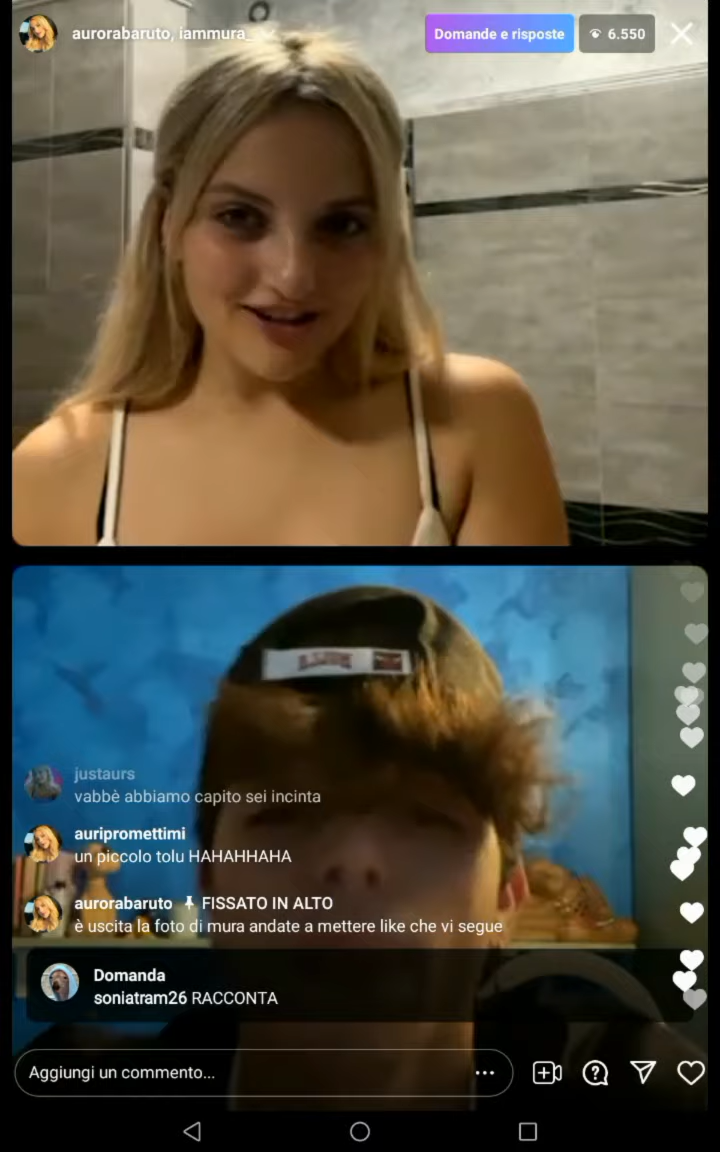 aurorabaruto, iammura_
Domande e risposte
6.550
justaurs
vabbè abbiamo capito sei incinta
auripromettimi
un piccolo tolu HAHAHHAHA
aurorabaruto FISSATO IN ALTO
è uscita la foto di mura andate a mettere like che vi segue
Domanda
soniatram26 RACCONTA
Aggiungi un commento...